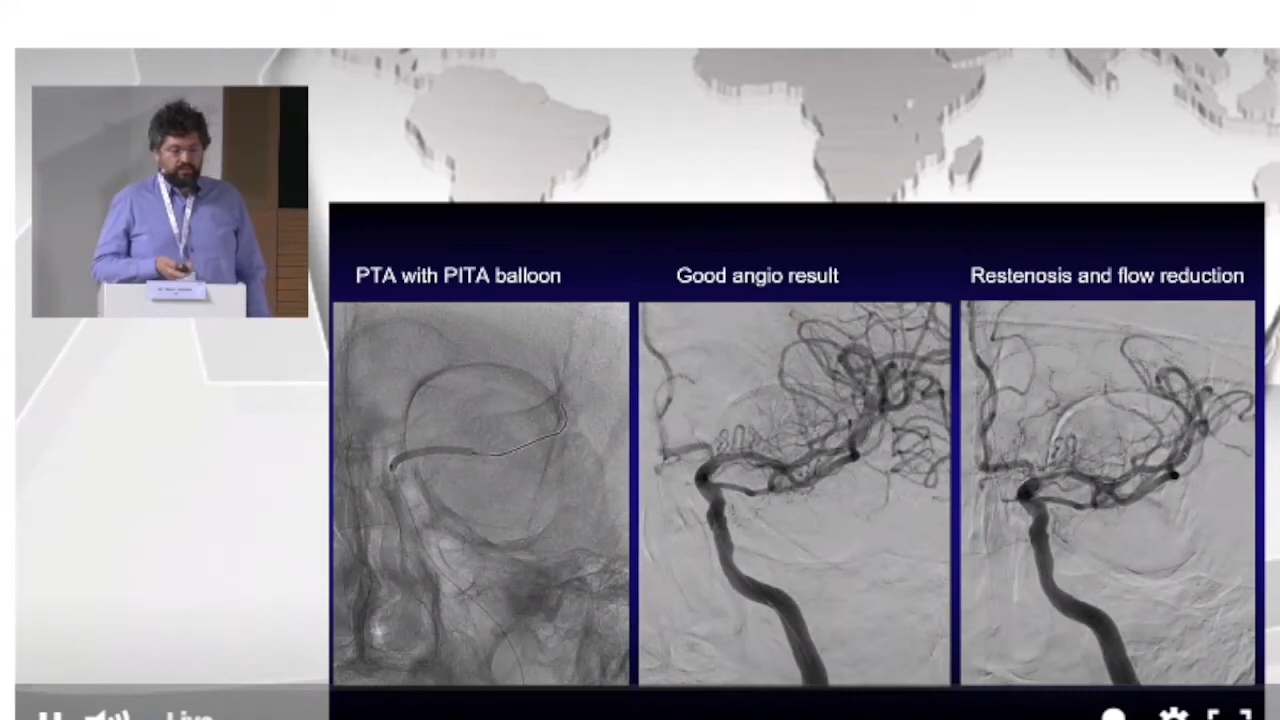 PTA with PITA balloon
Good angio result
Restenosis and flow reduction
Live